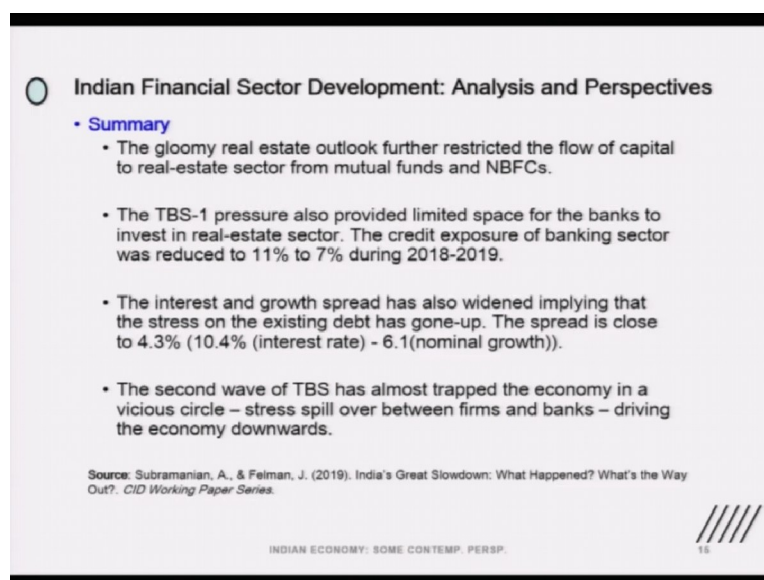 Indian Financial Sector Development: Analysis and Perspectives
• Summary
• The gloomy real estate outlook further restricted the flow of capital
to real-estate sector from mutual funds and NBFCs.
• The TBS-1 pressure also provided limited space for the banks to
invest in real-estate sector. The credit exposure of banking sector
was reduced to 11% to 7% during 2018-2019.
• The interest and growth spread has also widened implying that
the stress on the existing debt has gone-up. The spread is close
to 4.3% (10.4% (interest rate) - 6.1(nominal growth)).
• The second wave of TBS has almost trapped the economy in a
vicious circle – stress spill over between firms and banks – driving
the economy downwards.
Source: Subramanian, A., & Felman, J. (2019). India's Great Slowdown: What Happened? What's the Way
Out?. CID Working Paper Series.
INDIAN ECONOMY: SOME CONTEMP. PERSP.